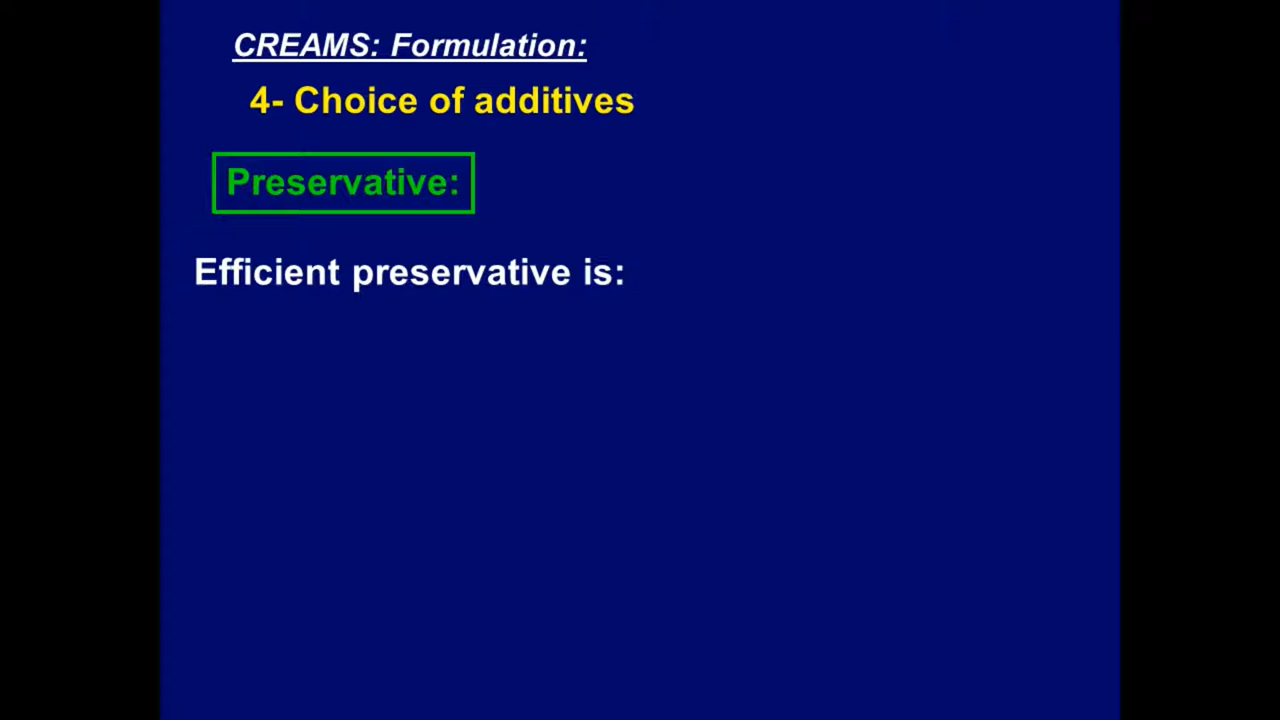 CREAMS: Formulation:
4- Choice of additives
Preservative:
Efficient preservative is: